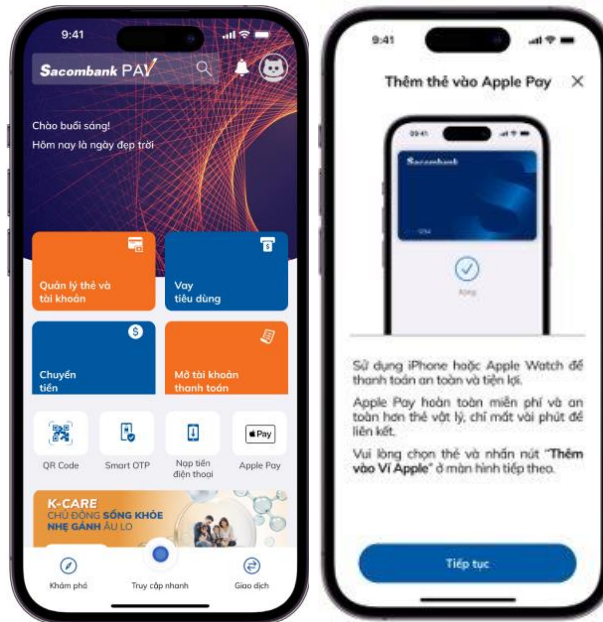 9:41
Sacombank PAY
Chào buổi sáng!
Hôm nay là ngày đẹp trời
Quản lý thẻ và
tài khoản
Vay
tiêu dùng
Chuyển
tiền
Mở tài khoản
thanh toán
QR Code
Smart OTP
Nạp tiền
điện thoại
Pay
Apple Pay
K-CARE
CHỦ ĐỘNG SỐNG KHỎE
NHẸ GÁNH ÂU LO
Khám phá
Truy cập nhanh
Giao dịch
9:41
Thêm thẻ vào Apple Pay
09:41
Sacombank
1234
Sử dụng iPhone hoặc Apple Watch để
thanh toán an toàn và tiện lợi.
Apple Pay hoàn toàn miễn phí và an
toàn hơn thẻ vật lý, chỉ mất vài phút để
liên kết.
Vui lòng chọn thẻ và nhấn nút "Thêm
vào Ví Apple" ở màn hình tiếp theo.
Tiếp tục